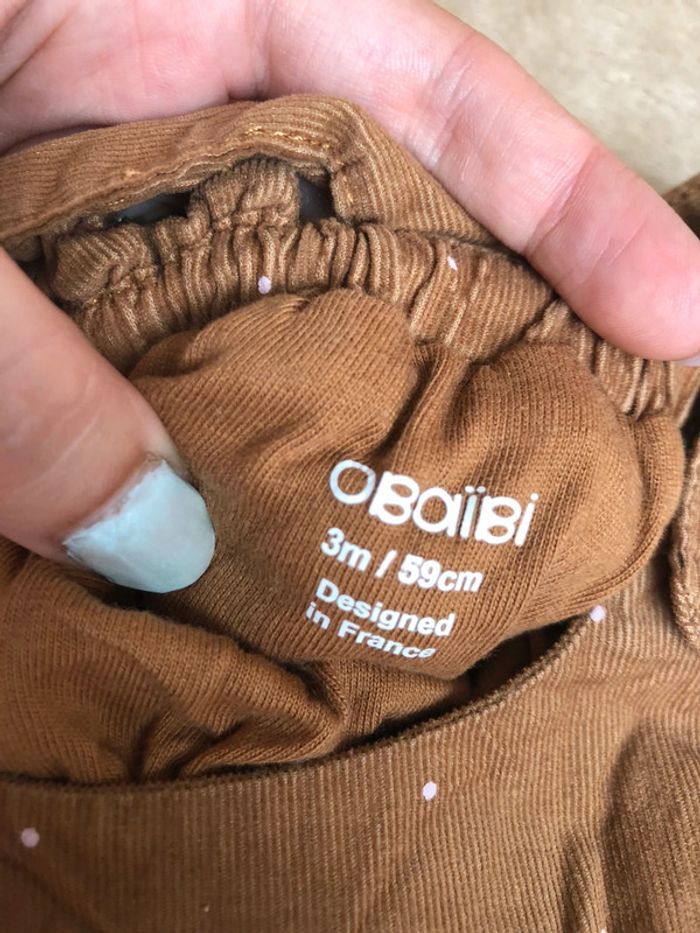 OBaïBi
3m / 59cm
Designed
in France